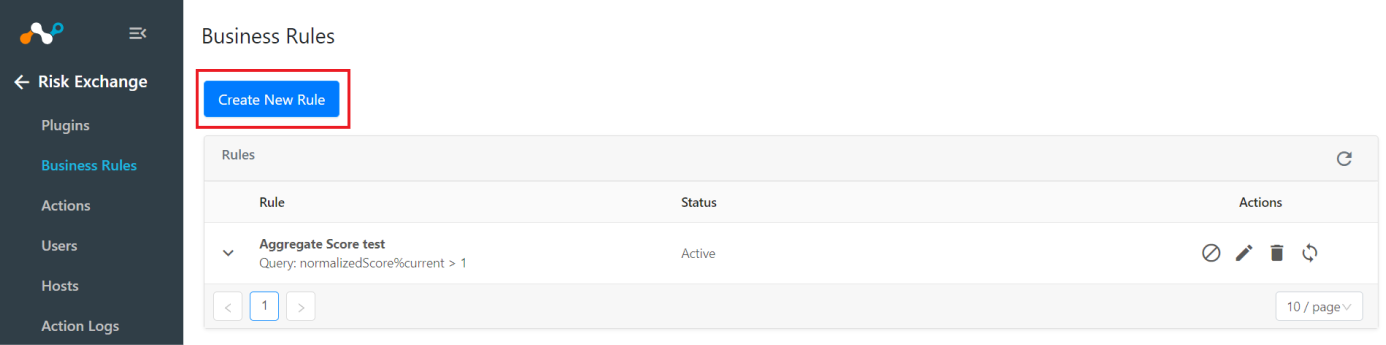 Business Rules
Risk Exchange
Create New Rule
Plugins
Business Rules
Actions
Users
Hosts
Action Logs
Rules
Rule Status Actions
Aggregate Score test
Query: normalizedScore%current > 1
Active
< 1 >
10 / page